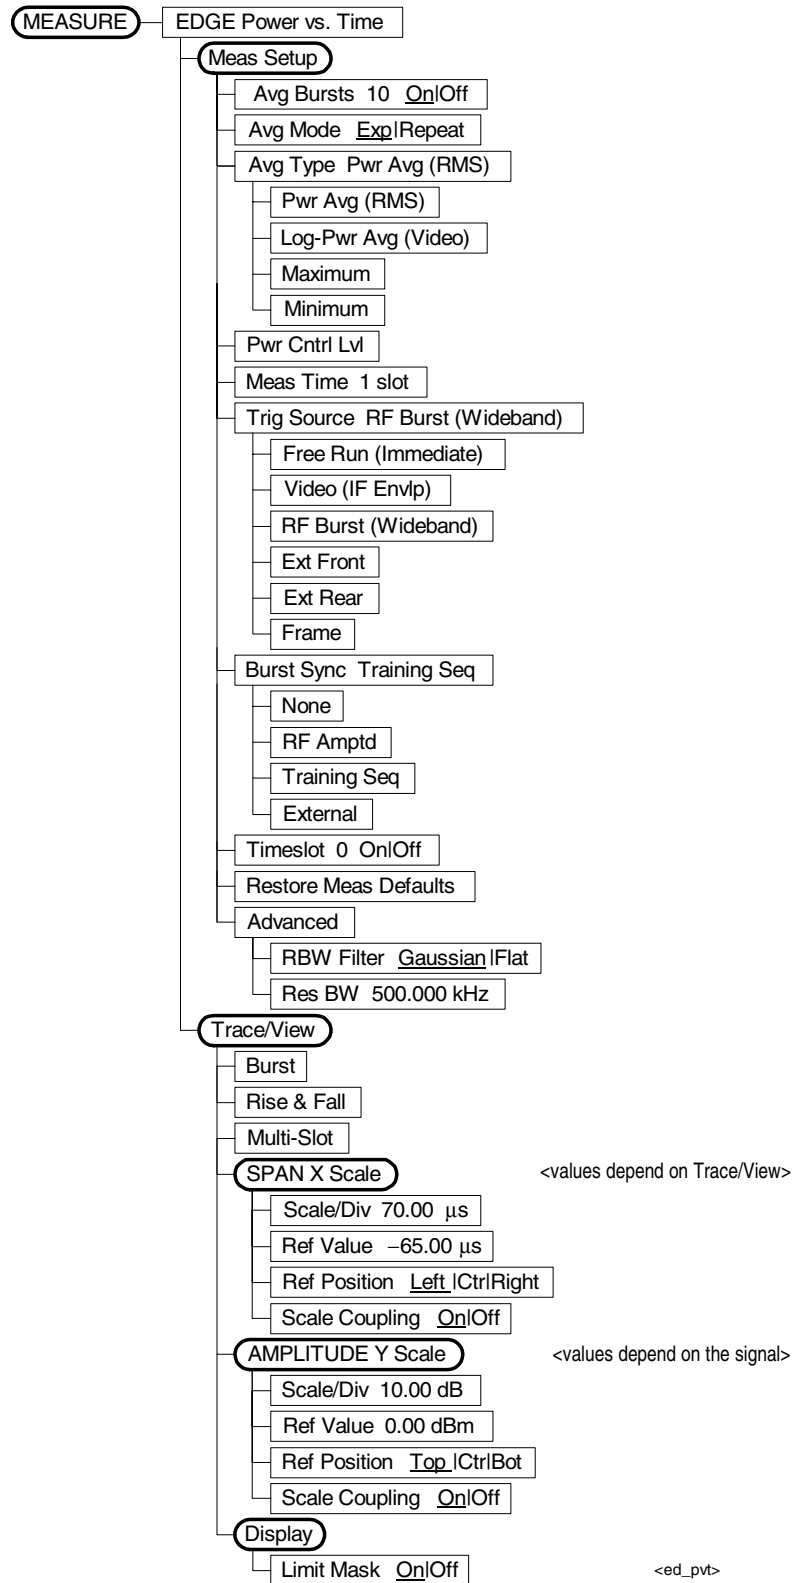 MEASURE EDGE Power vs. Time
Meas Setup
Avg Bursts 10 On|Off
Avg Mode Exp|Repeat
Avg Type Pwr Avg (RMS)
Pwr Avg (RMS)
Log-Pwr Avg (Video)
Maximum
Minimum
Pwr Cntrl Lvl
Meas Time 1 slot
Trig Source RF Burst (Wideband)
Free Run (Immediate)
Video (IF Envlp)
RF Burst (Wideband)
Ext Front
Ext Rear
Frame
Burst Sync Training Seq
None
RF Amptd
Training Seq
External
Timeslot 0 On|Off
Restore Meas Defaults
Advanced
RBW Filter Gaussian|Flat
Res BW 500.000 kHz
Trace/View
Burst
Rise & Fall
Multi-Slot
SPAN X Scale <values depend on Trace/View>
Scale/Div 70.00 μs
Ref Value −65.00 μs
Ref Position Left|Ctr|Right
Scale Coupling On|Off
AMPLITUDE Y Scale <values depend on the signal>
Scale/Div 10.00 dB
Ref Value 0.00 dBm
Ref Position Top|Ctr|Bot
Scale Coupling On|Off
Display
Limit Mask On|Off <ed_pvt>